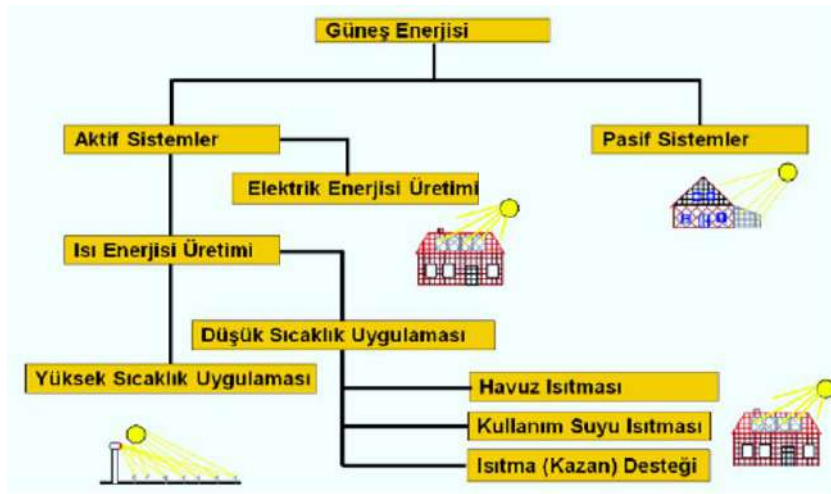 Güneş Enerjisi
Aktif Sistemler
Pasif Sistemler
Elektrik Enerjisi Üretimi
Isı Enerjisi Üretimi
Düşük Sıcaklık Uygulaması
Yüksek Sıcaklık Uygulaması
Havuz Isıtması
Kullanım Suyu Isıtması
Isıtma (Kazan) Desteği